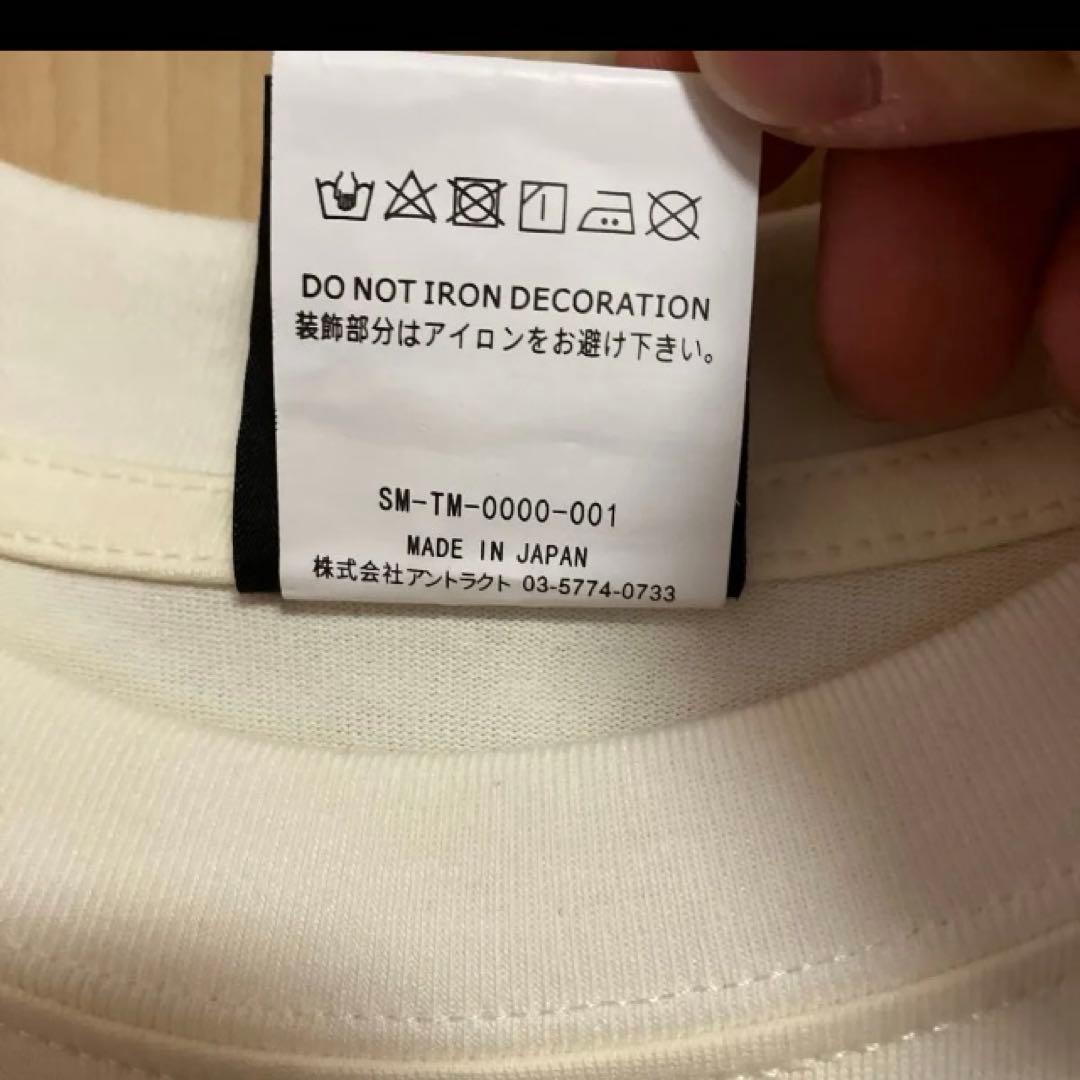 DO NOT IRON DECORATION
装飾部分はアイロンをお避け下さい。
SM-TM-0000-001
MADE IN JAPAN
株式会社アントラクト 03-5774-0733